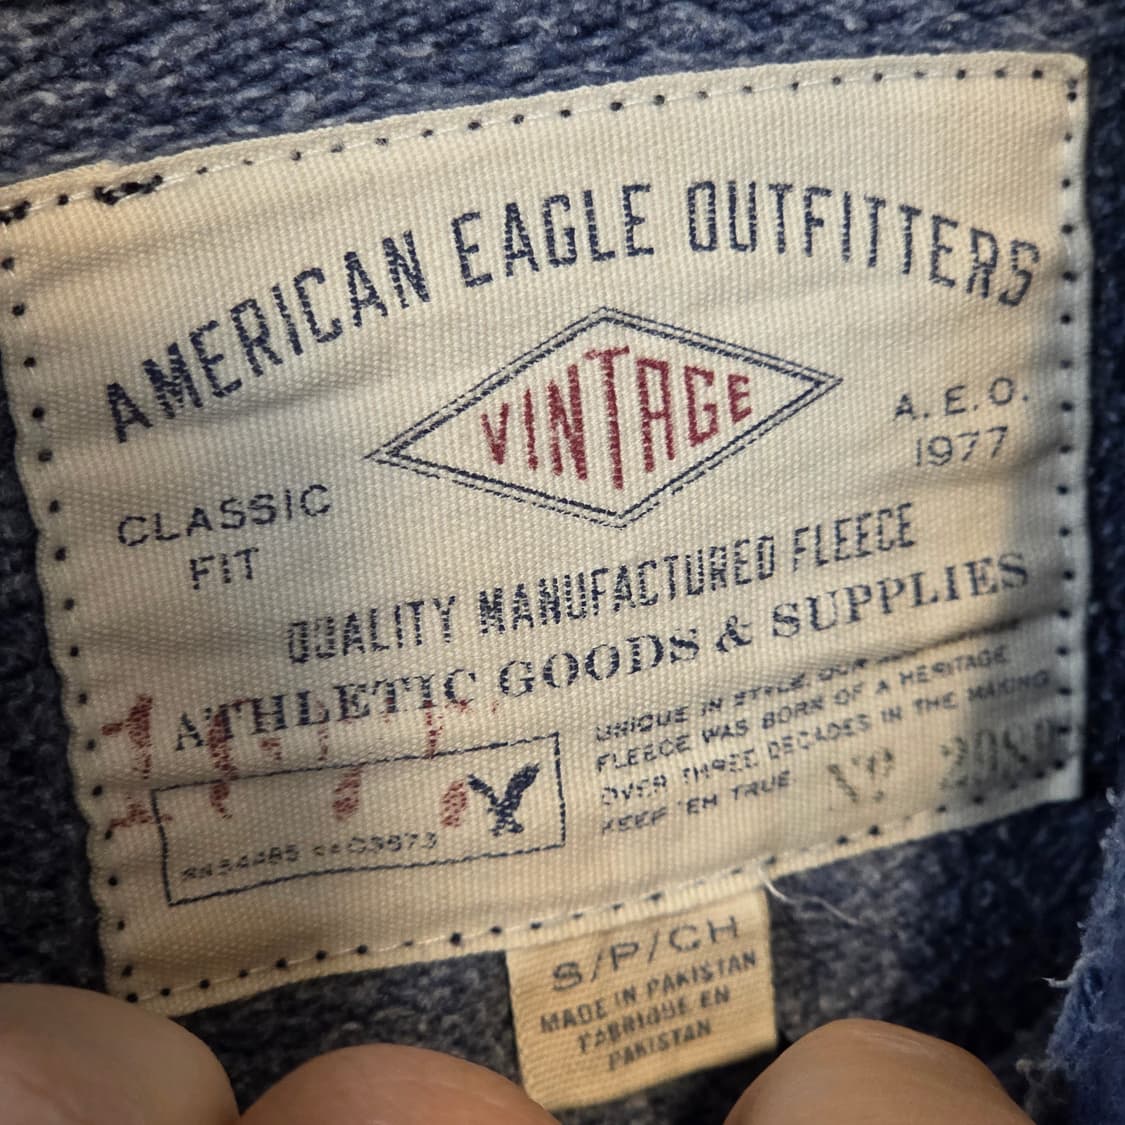 AMERICAN EAGLE OUTFITTERS
VINTAGE
A.E.O.
1977
CLASSIC
FIT
QUALITY MANUFACTURED FLEECE
ATHLETIC GOODS & SUPPLIES
UNIQUE IN STYLE OUR
FLEECE WAS BORN OF A HERITAGE
OVER THREE DECADES IN THE MAKING
KEEP 'EM TRUE
S/P/CH
MADE IN PAKISTAN
FABRIQUE EN
PAKISTAN